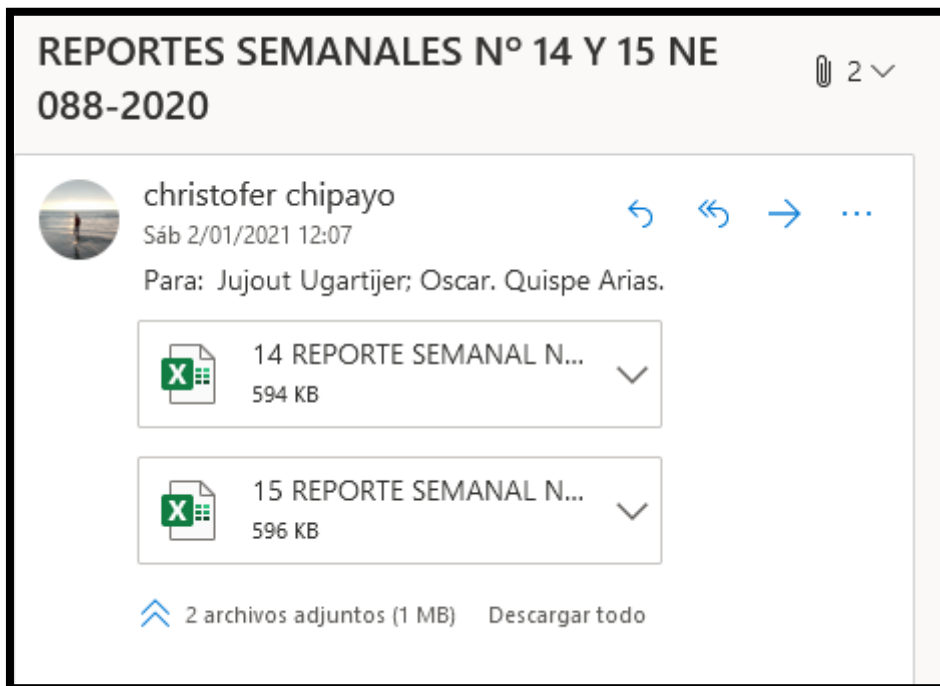 REPORTES SEMANALES Nº 14 Y 15 NE
088-2020
2
christofer chipayo
Sáb 2/01/2021 12:07
Para: Jujout Ugartijer; Oscar. Quispe Arias.
14 REPORTE SEMANAL N...
594 KB
15 REPORTE SEMANAL N...
596 KB
2 archivos adjuntos (1 MB) Descargar todo